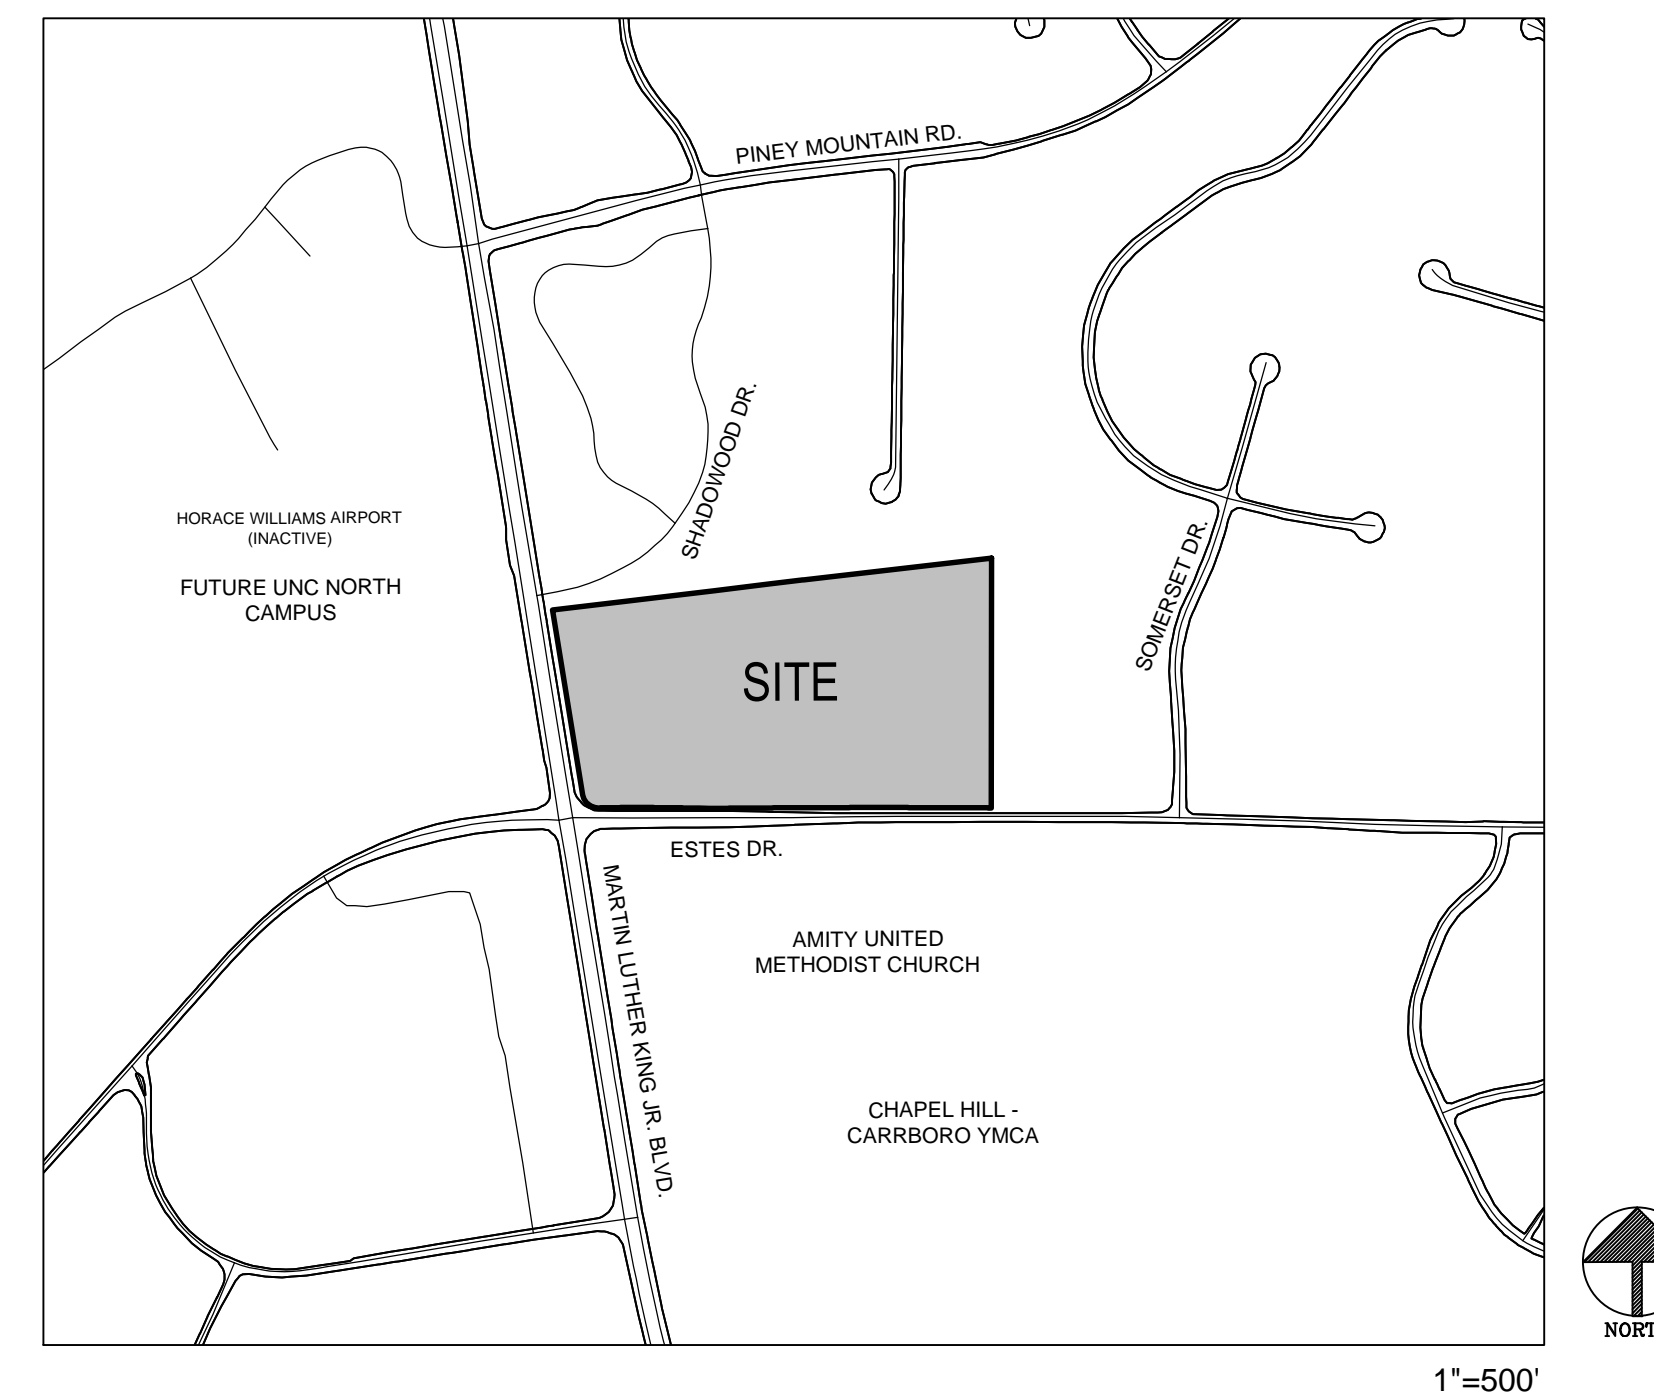 PINEY MOUNTAIN RD.
SHADOWOOD DR.
HORACE WILLIAMS AIRPORT
(INACTIVE)
FUTURE UNC NORTH
CAMPUS
SOMERSET DR.
SITE
ESTES DR.
MARTIN LUTHER KING JR. BLVD.
AMITY UNITED
METHODIST CHURCH
CHAPEL HILL -
CARRBORO YMCA
NORT
1"=500'